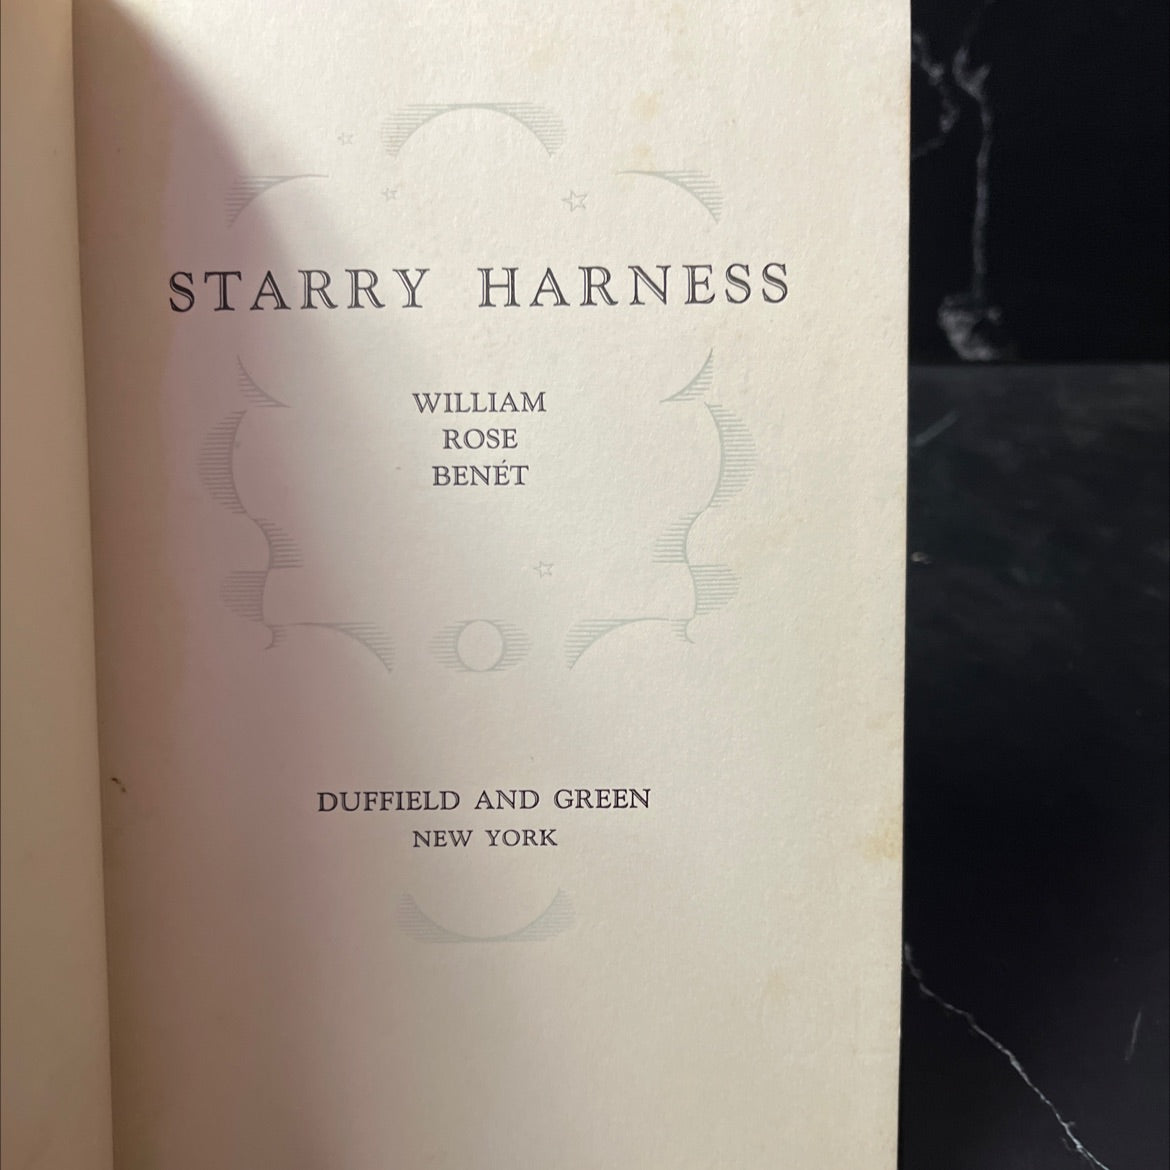 STARRY HARNESS
WILLIAM
ROSE
BENÉT
DUFFIELD AND GREEN
NEW YORK